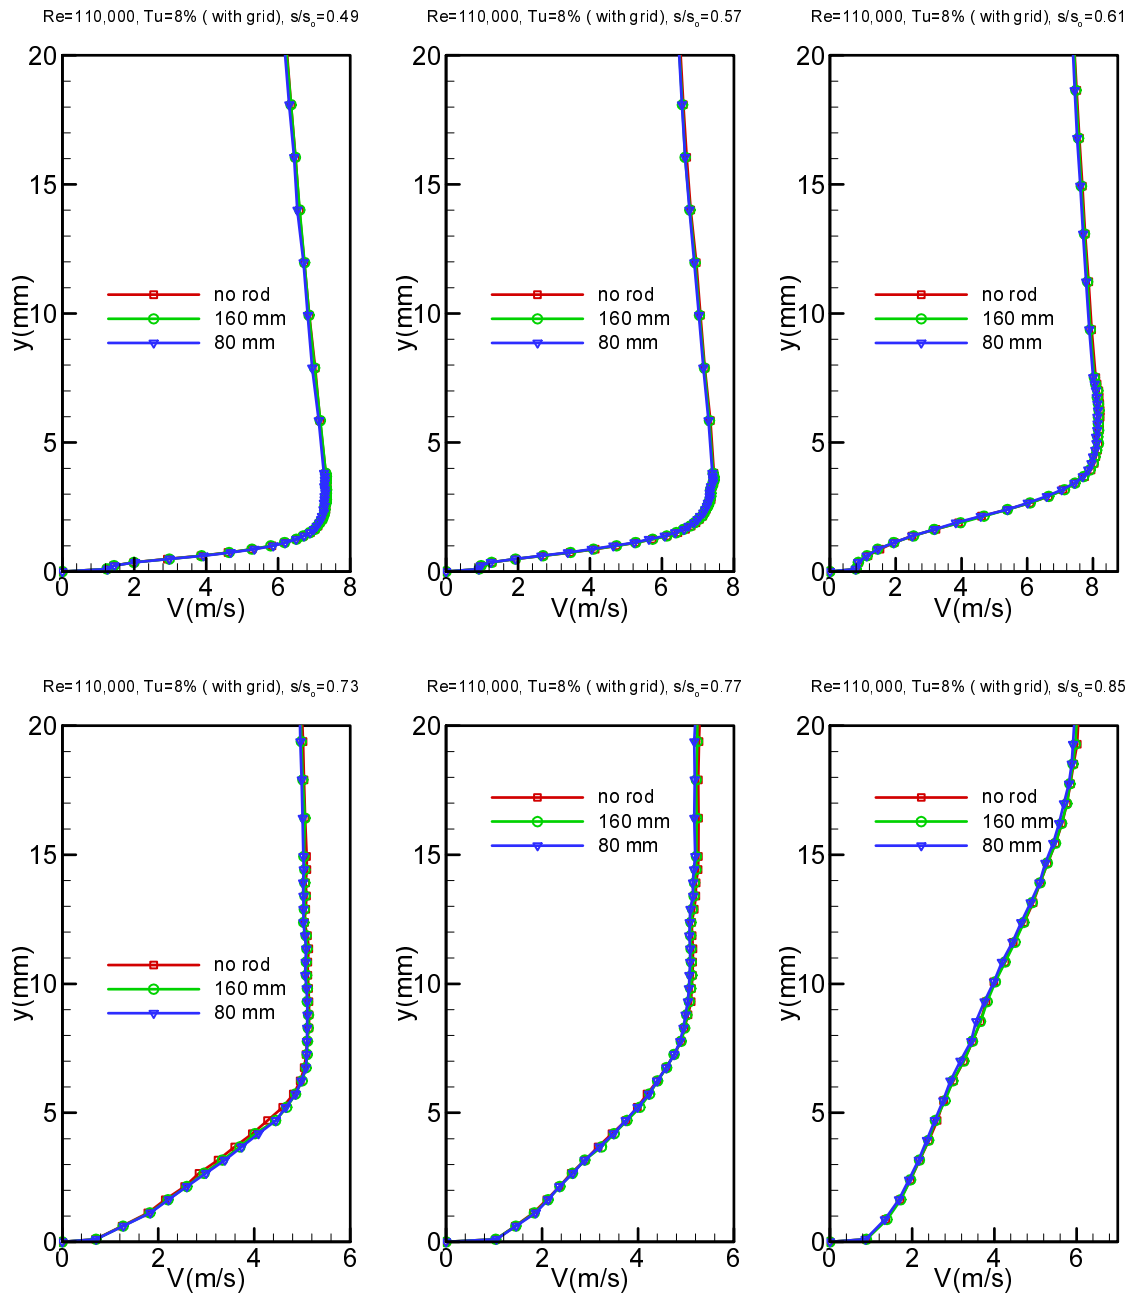 Re=110,000, Tu=8% ( with grid), s/sₒ=0.49
20
15
10
5
0
y(mm)
no rod
160 mm
80 mm
0 2 4 6 8
V(m/s)
Re=110,000, Tu=8% ( with grid), s/sₒ=0.57
20
15
10
5
0
y(mm)
no rod
160 mm
80 mm
0 2 4 6 8
V(m/s)
Re=110,000, Tu=8% ( with grid), s/sₒ=0.61
20
15
10
5
0
y(mm)
no rod
160 mm
80 mm
0 2 4 6 8
V(m/s)
Re=110,000, Tu=8% ( with grid), s/sₒ=0.73
20
15
10
5
0
y(mm)
no rod
160 mm
80 mm
0 2 4 6
V(m/s)
Re=110,000, Tu=8% ( with grid), s/sₒ=0.77
20
15
10
5
0
y(mm)
no rod
160 mm
80 mm
0 2 4 6
V(m/s)
Re=110,000, Tu=8% ( with grid), s/sₒ=0.85
20
15
10
5
0
y(mm)
no rod
160 mm
80 mm
0 2 4 6
V(m/s)